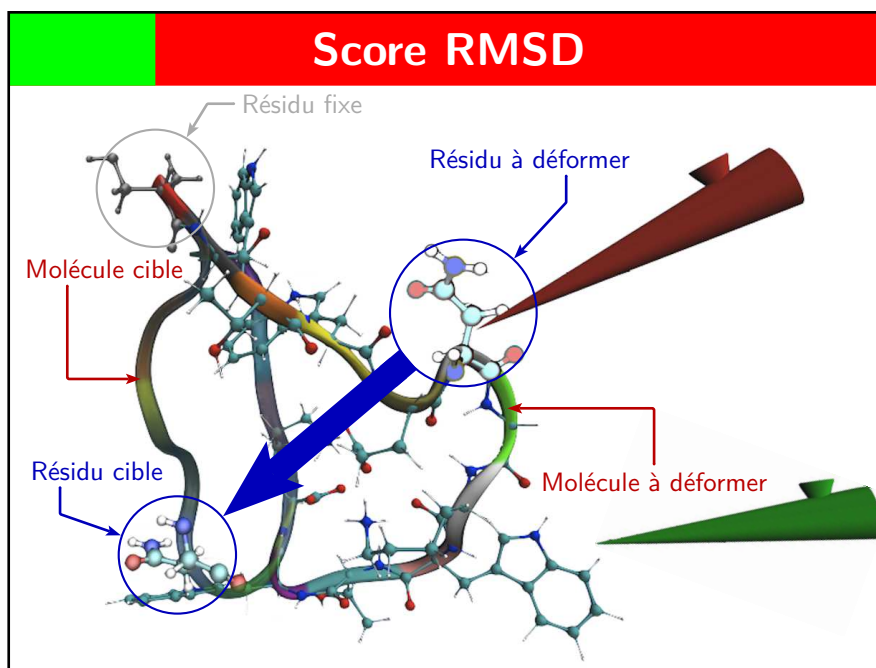 Score RMSD
Résidu fixe
Résidu à déformer
Molécule cible
Résidu cible
Molécule à déformer